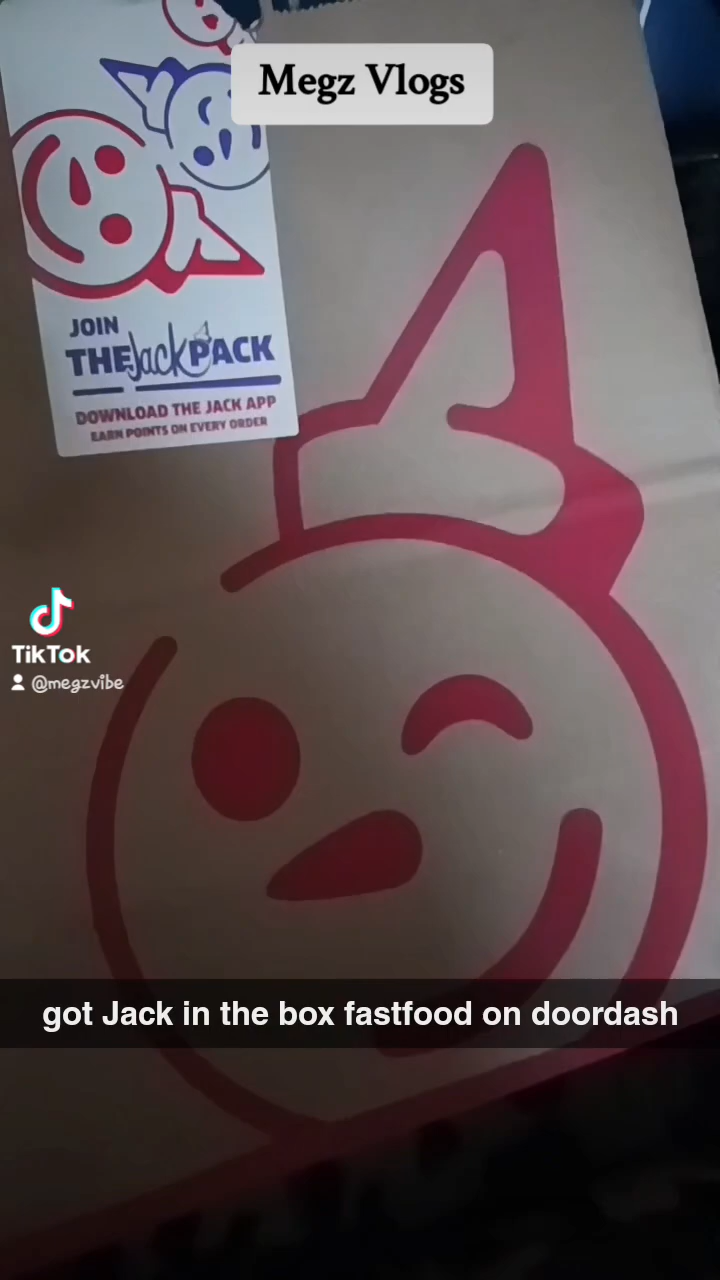 Megz Vlogs
JOIN
THE Jack PACK
DOWNLOAD THE JACK APP
EARN POINTS ON EVERY ORDER
TikTok
@megzvibe
got Jack in the box fastfood on doordash